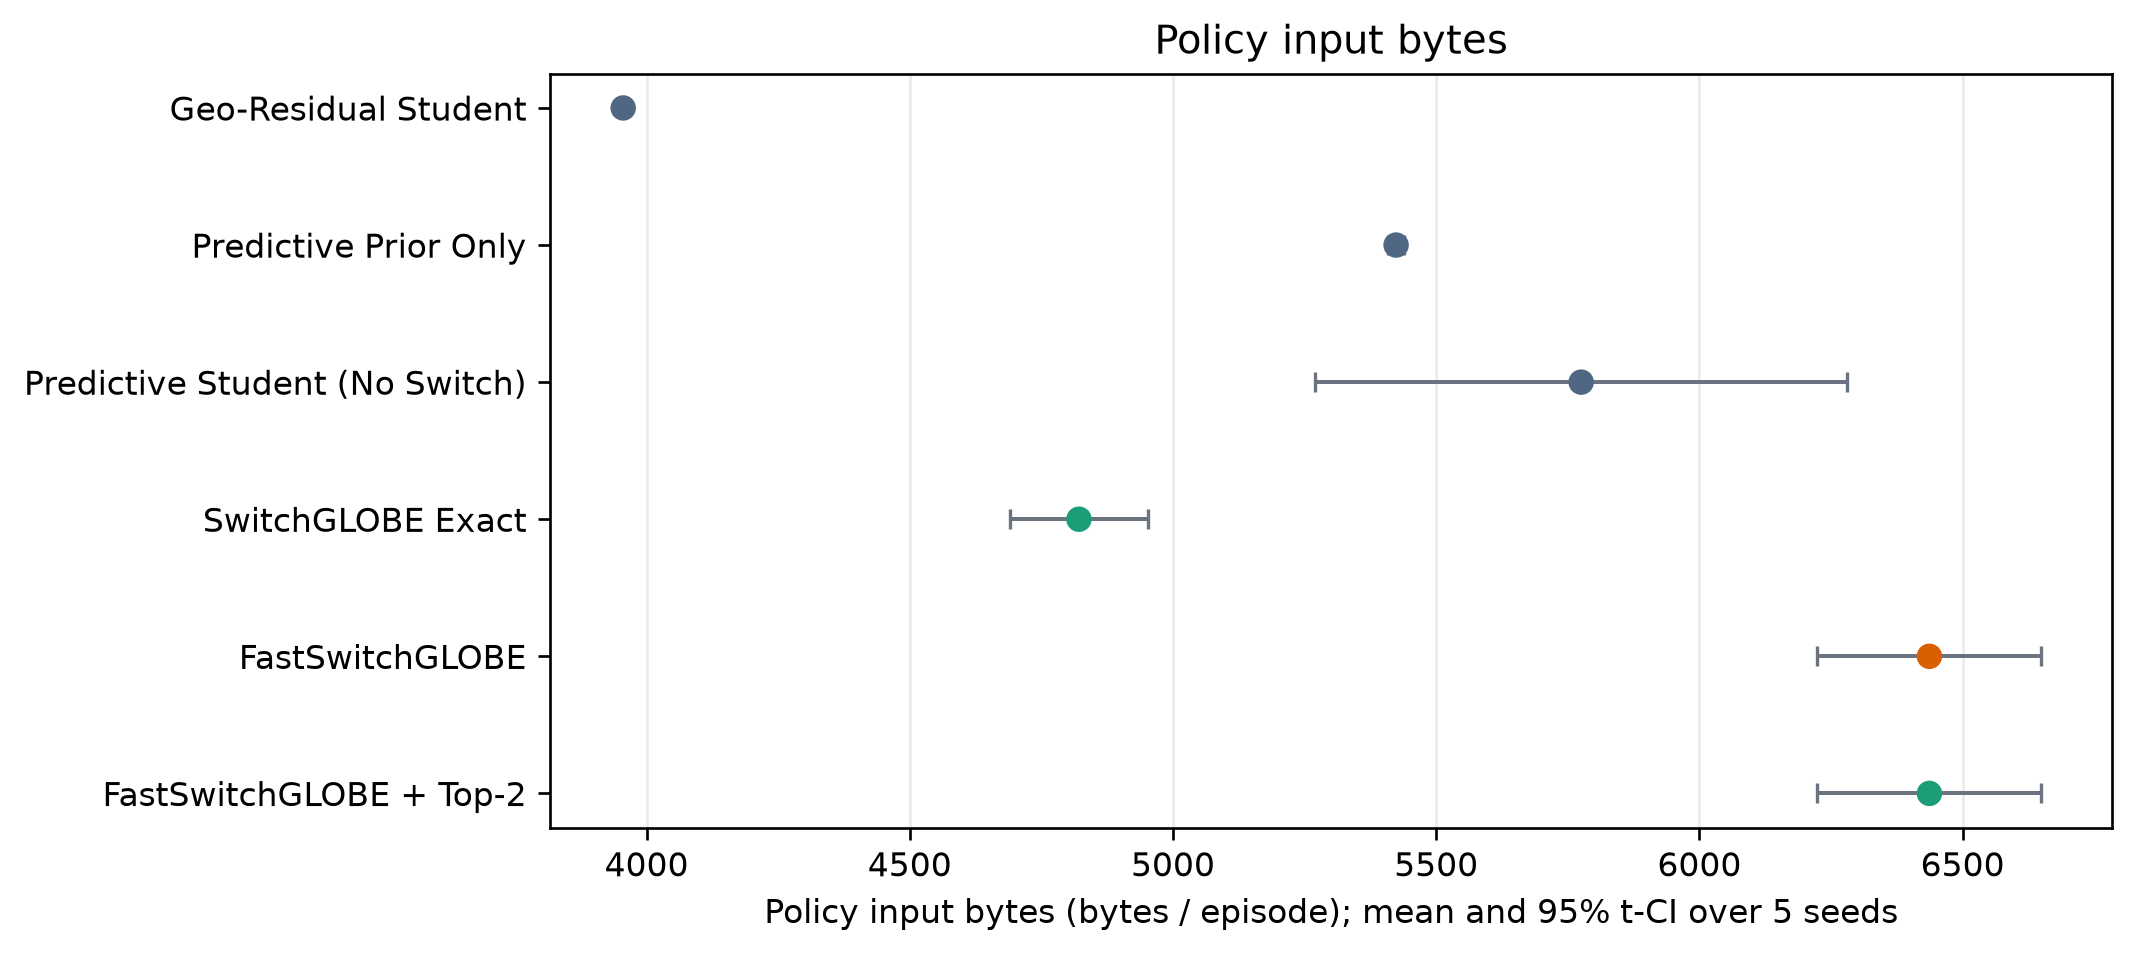 Policy input bytes
Geo-Residual Student
Predictive Prior Only
Predictive Student (No Switch)
SwitchGLOBE Exact
FastSwitchGLOBE
FastSwitchGLOBE + Top-2
4000 4500 5000 5500 6000 6500
Policy input bytes (bytes / episode); mean and 95% t-CI over 5 seeds